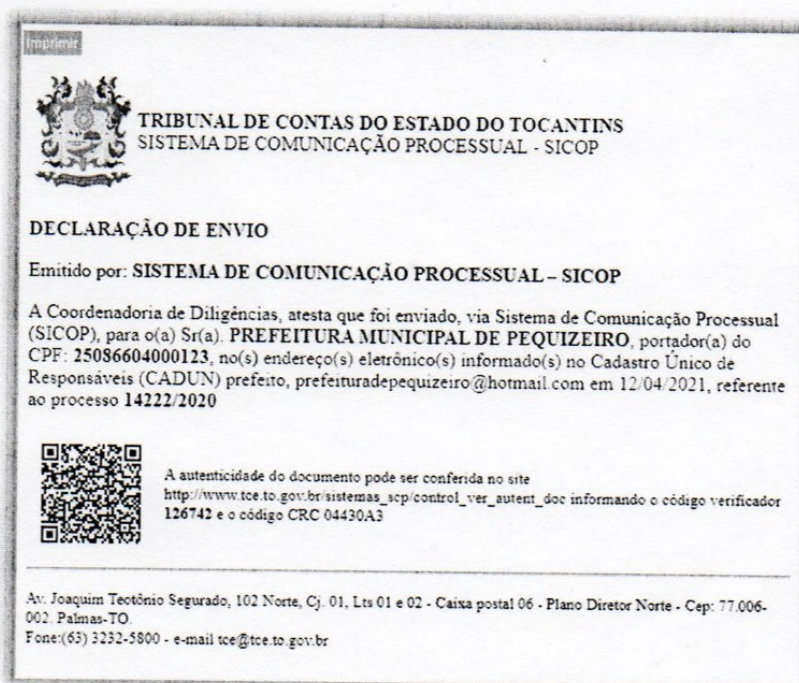 Imprimir
TRIBUNAL DE CONTAS DO ESTADO DO TOCANTINS
SISTEMA DE COMUNICAÇÃO PROCESSUAL - SICOP
DECLARAÇÃO DE ENVIO
Emitido por: SISTEMA DE COMUNICAÇÃO PROCESSUAL – SICOP
A Coordenadoria de Diligências, atesta que foi enviado, via Sistema de Comunicação Processual
(SICOP), para o(a) Sr(a). PREFEITURA MUNICIPAL DE PEQUIZEIRO, portador(a) do
CPF: 25086604000123, no(s) endereço(s) eletrônico(s) informado(s) no Cadastro Único de
Responsáveis (CADUN) prefeito, prefeituradepequizeiro@hotmail.com em 12/04/2021, referente
ao processo 14222/2020
A autenticidade do documento pode ser conferida no site
http://www.tce.to.gov.br/sistemas_scp/control_ver_autent_doc informando o código verificador
126742 e o código CRC 04430A3
Av. Joaquim Teotônio Segurado, 102 Norte, Cj. 01, Lts 01 e 02 - Caixa postal 06 - Plano Diretor Norte - Cep: 77.006-
002. Palmas-TO.
Fone:(63) 3232-5800 - e-mail tce@tce.to.gov.br